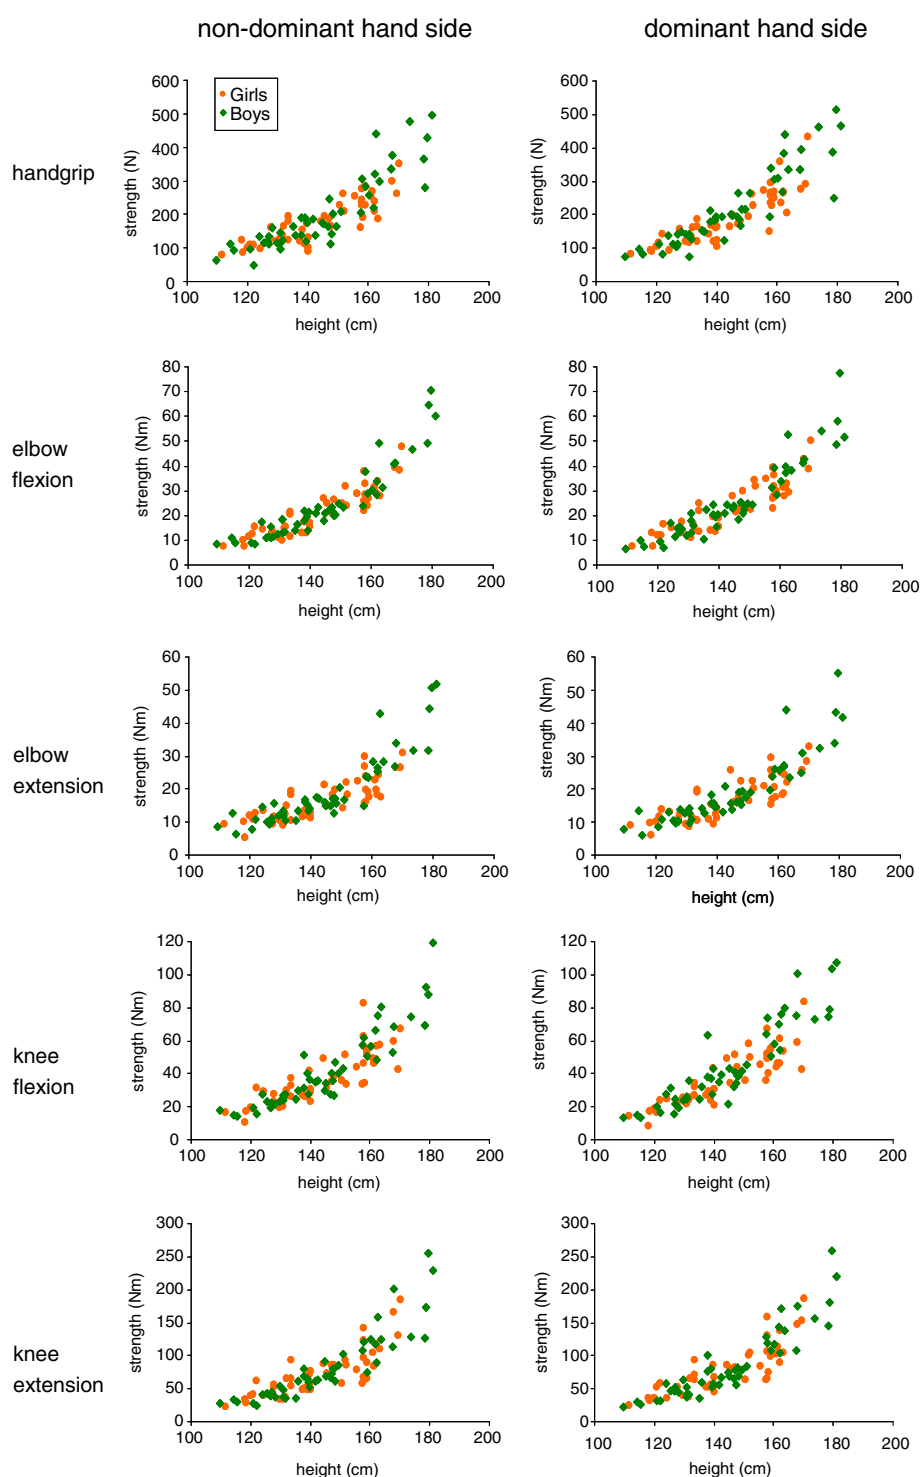 non-dominant hand side
dominant hand side
handgrip
strength (N)
600
500
400
300
200
100
0
Girls
Boys
100 120 140 160 180 200
height (cm)
strength (N)
600
500
400
300
200
100
0
100 120 140 160 180 200
height (cm)
elbow
flexion
strength (Nm)
80
70
60
50
40
30
20
10
0
100 120 140 160 180 200
height (cm)
strength (Nm)
80
70
60
50
40
30
20
10
0
100 120 140 160 180 200
height (cm)
elbow
extension
strength (Nm)
60
50
40
30
20
10
0
100 120 140 160 180 200
height (cm)
strength (Nm)
60
50
40
30
20
10
0
100 120 140 160 180 200
height (cm)
knee
flexion
strength (Nm)
120
100
80
60
40
20
0
100 120 140 160 180 200
height (cm)
strength (Nm)
120
100
80
60
40
20
0
100 120 140 160 180 200
height (cm)
knee
extension
strength (Nm)
300
250
200
150
100
50
0
100 120 140 160 180 200
height (cm)
strength (Nm)
300
250
200
150
100
50
0
100 120 140 160 180 200
height (cm)